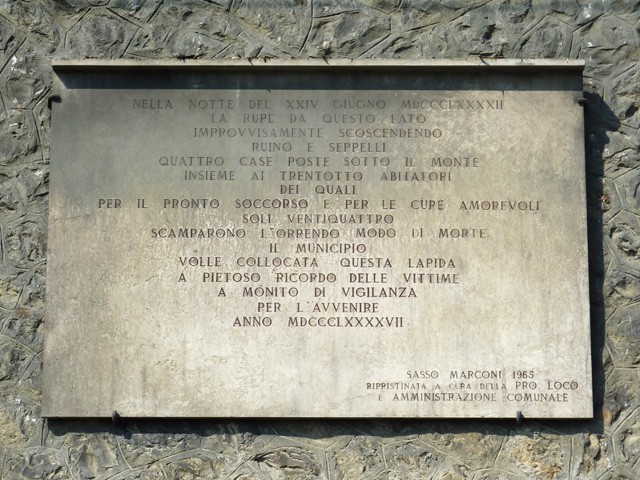 NELLA NOTTE DEL XXIV GIUGNO MDCCCLXXXXII
LA RUPE DA QUESTO LATO
IMPROVVISAMENTE SCOSCENDENDO
RUINO E SEPPELLI
QUATTRO CASE POSTE SOTTO IL MONTE
INSIEME AI TRENTOTTO ABITATORI
DEI QUALI
PER IL PRONTO SOCCORSO E PER LE CURE AMOREVOLI
SOLI VENTIQUATTRO
SCAMPARONO L'ORRENDO MODO DI MORTE
IL MUNICIPIO
VOLLE COLLOCATA QUESTA LAPIDA
A PIETOSO RICORDO DELLE VITTIME
A MONITO DI VIGILANZA
PER L'AVVENIRE
ANNO MDCCCLXXXXVII
SASSO MARCONI 1965
RIPRISTINATA A CURA DELLA PRO LOCO
E AMMINISTRAZIONE COMUNALE